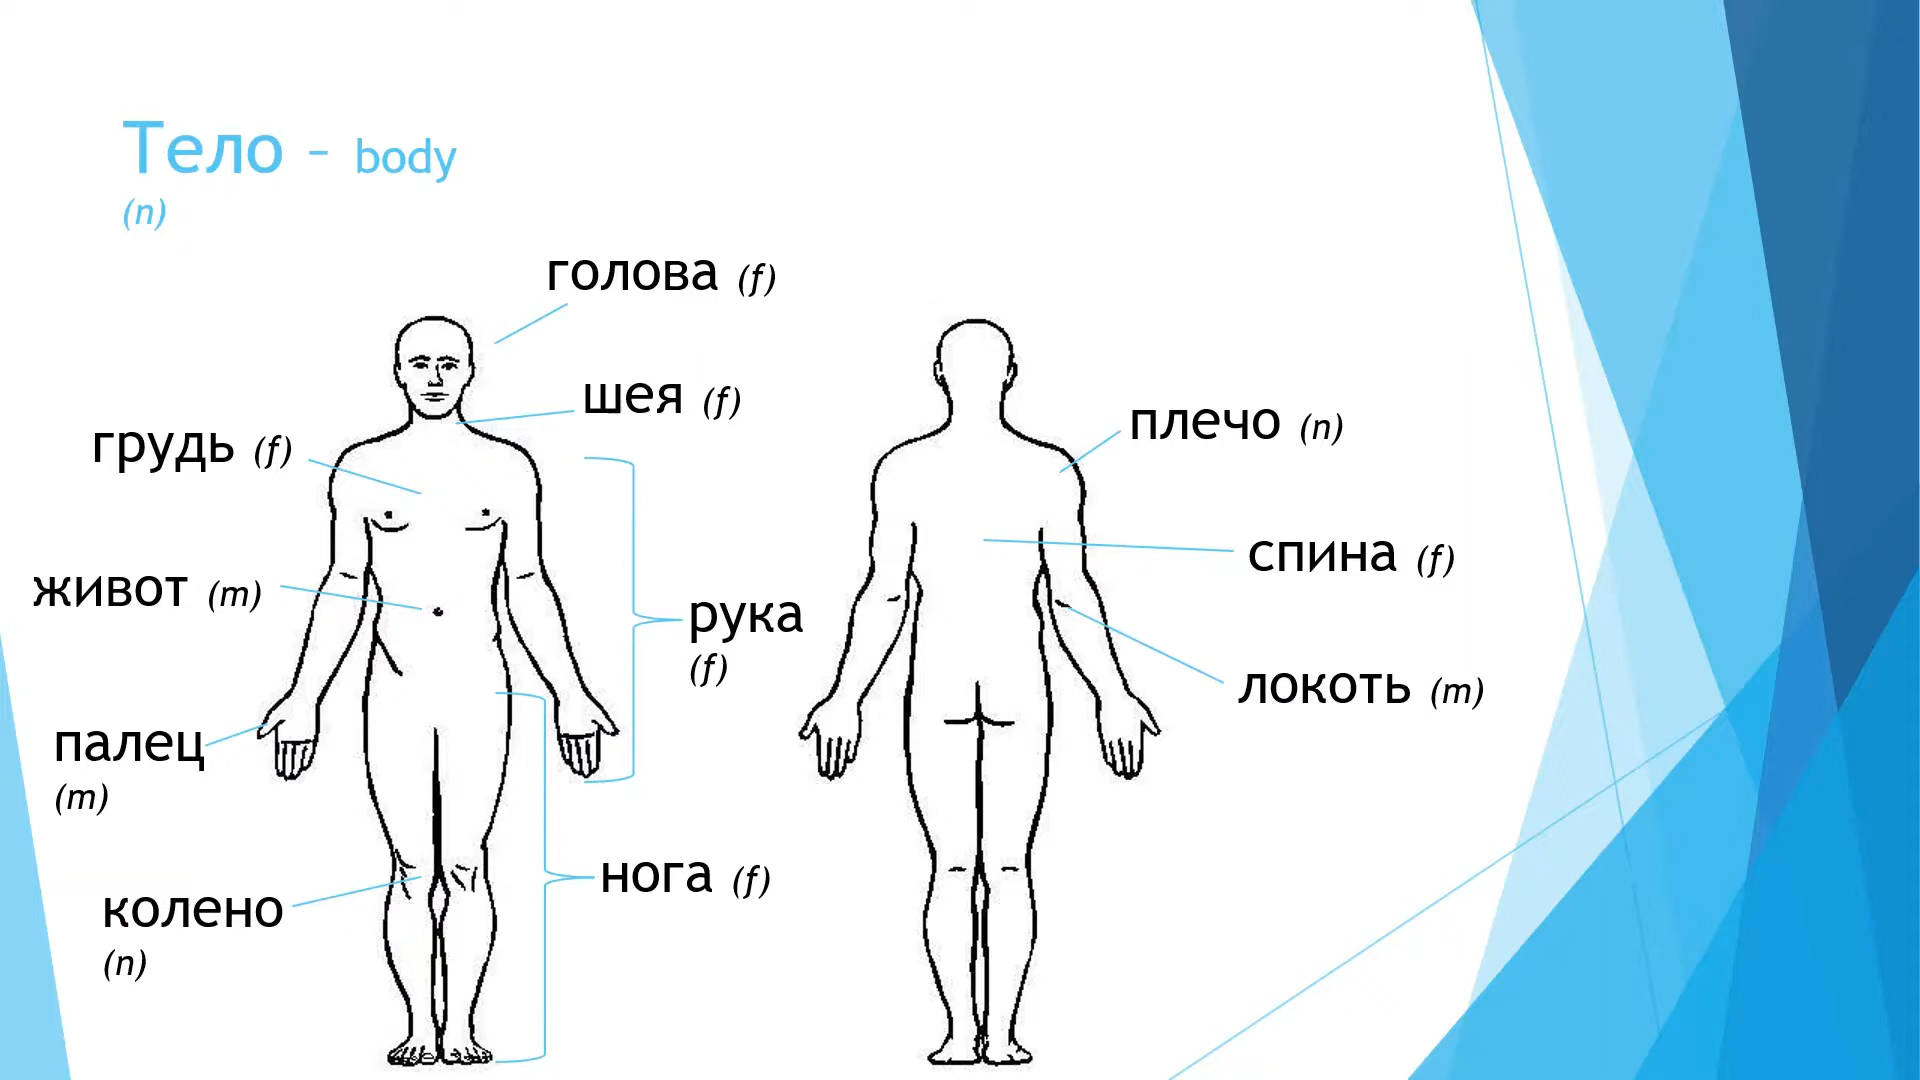 Тело – body
(n)
голова (f)
шея (f)
грудь (f)
плечо (n)
спина (f)
живот (m)
рука
(f)
локоть (m)
палец
(m)
нога (f)
колено
(n)